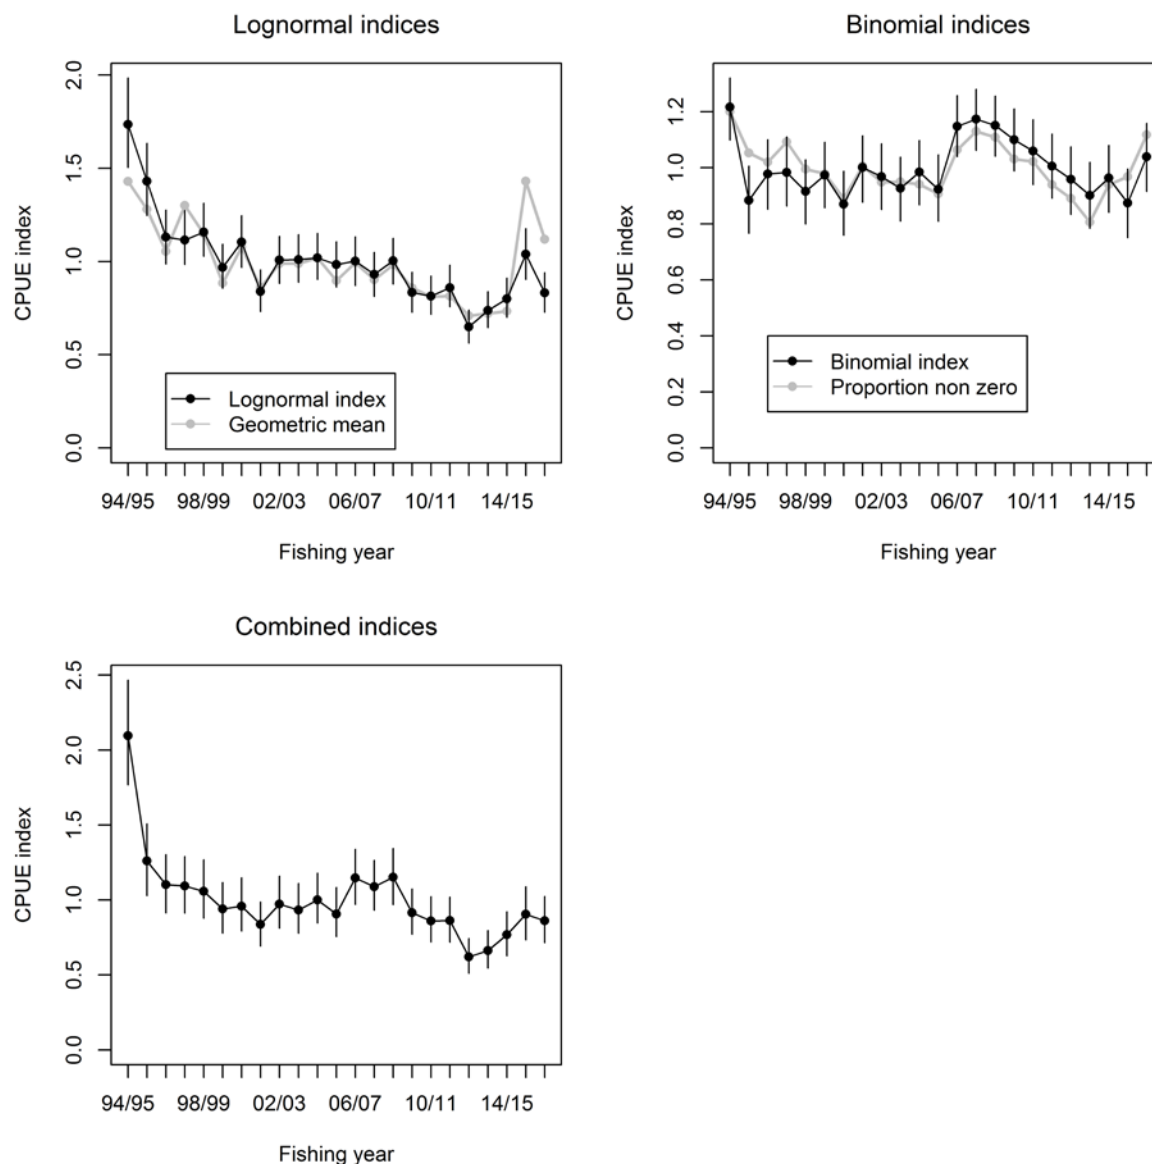 Lognormal indices
CPUE index
2.0
1.5
1.0
0.5
0.0
Lognormal index
Geometric mean
94/95 98/99 02/03 06/07 10/11 14/15
Fishing year
Binomial indices
CPUE index
1.2
1.0
0.8
0.6
0.4
0.2
0.0
Binomial index
Proportion non zero
94/95 98/99 02/03 06/07 10/11 14/15
Fishing year
Combined indices
CPUE index
2.5
2.0
1.5
1.0
0.5
0.0
94/95 98/99 02/03 06/07 10/11 14/15
Fishing year